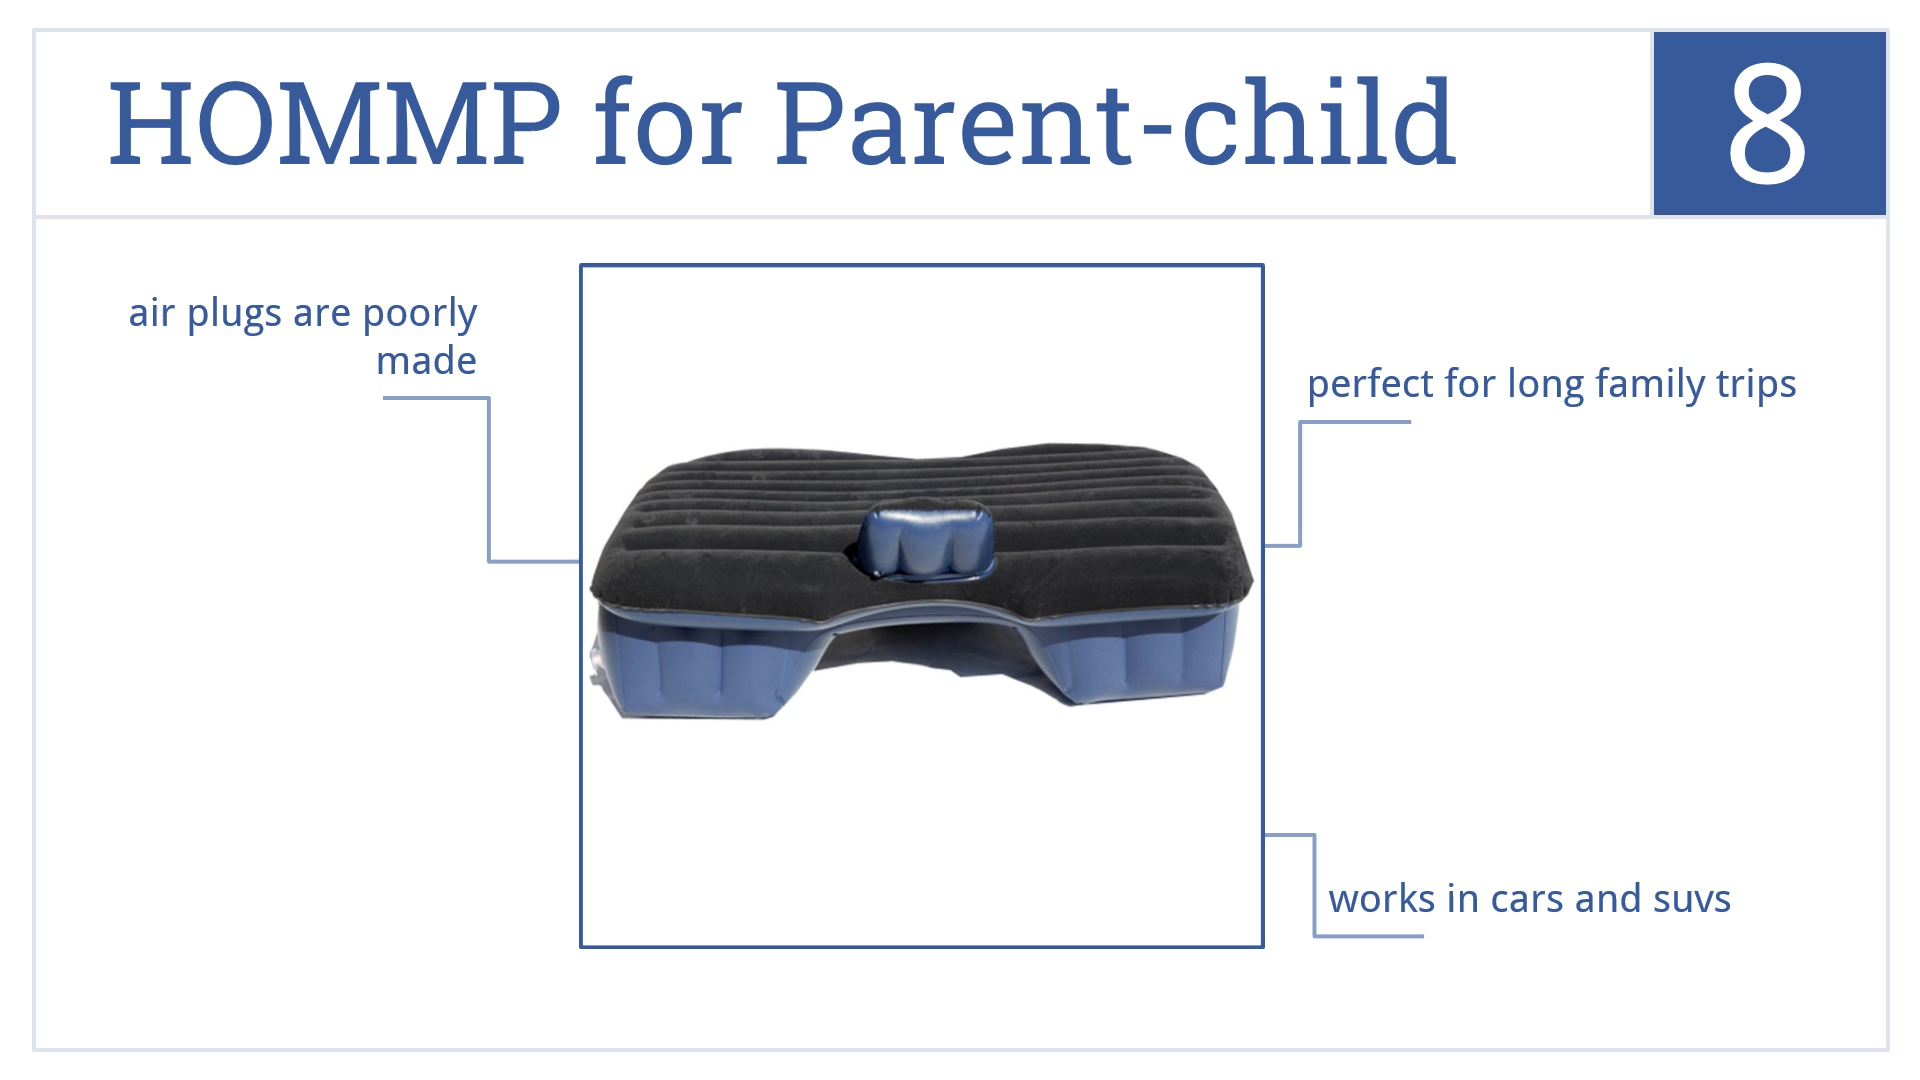 HOMMP for Parent-child
8
air plugs are poorly
made
perfect for long family trips
works in cars and suvs